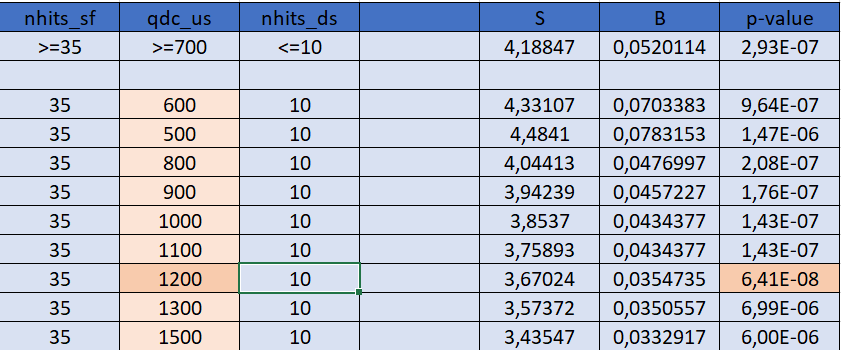 nhits_sf qdc_us nhits_ds S B p-value
>=35 >=700 <=10 4,18847 0,0520114 2,93E-07
35 600 10 4,33107 0,0703383 9,64E-07
35 500 10 4,4841 0,0783153 1,47E-06
35 800 10 4,04413 0,0476997 2,08E-07
35 900 10 3,94239 0,0457227 1,76E-07
35 1000 10 3,8537 0,0434377 1,43E-07
35 1100 10 3,75893 0,0434377 1,43E-07
35 1200 10 3,67024 0,0354735 6,41E-08
35 1300 10 3,57372 0,0350557 6,99E-06
35 1500 10 3,43547 0,0332917 6,00E-06